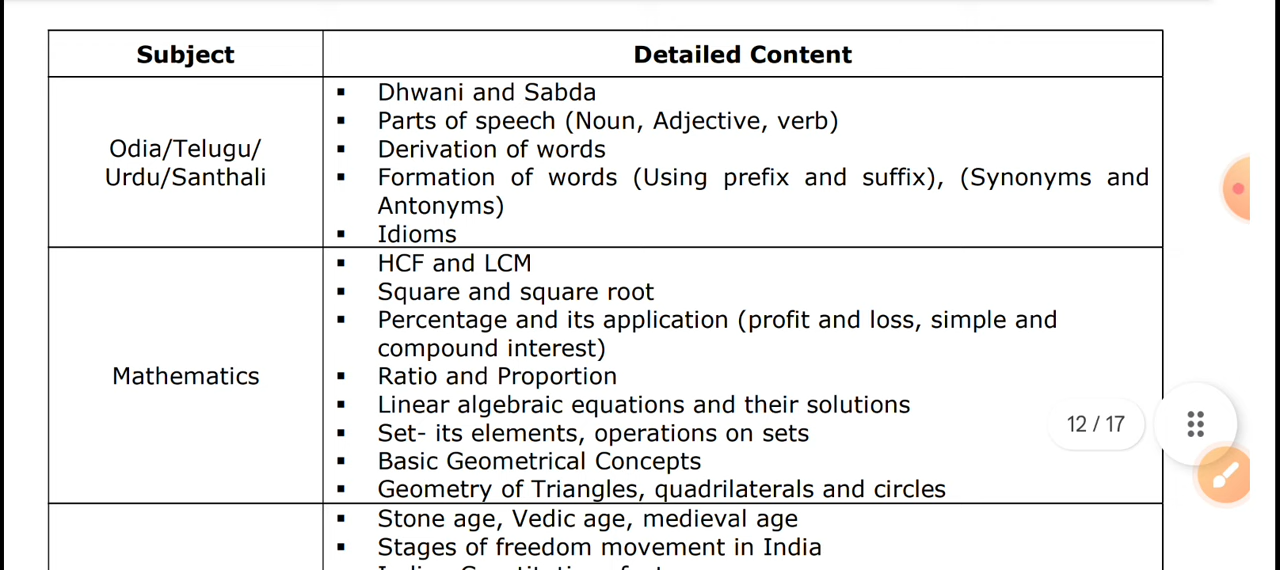 Subject Detailed Content
▪ Dhwani and Sabda
▪ Parts of speech (Noun, Adjective, verb)
Odia/Telugu/ ▪ Derivation of words
Urdu/Santhali ▪ Formation of words (Using prefix and suffix), (Synonyms and
Antonyms)
▪ Idioms
▪ HCF and LCM
▪ Square and square root
▪ Percentage and its application (profit and loss, simple and
compound interest)
Mathematics ▪ Ratio and Proportion
▪ Linear algebraic equations and their solutions
12 / 17
▪ Set- its elements, operations on sets
▪ Basic Geometrical Concepts
▪ Geometry of Triangles, quadrilaterals and circles
▪ Stone age, Vedic age, medieval age
▪ Stages of freedom movement in India